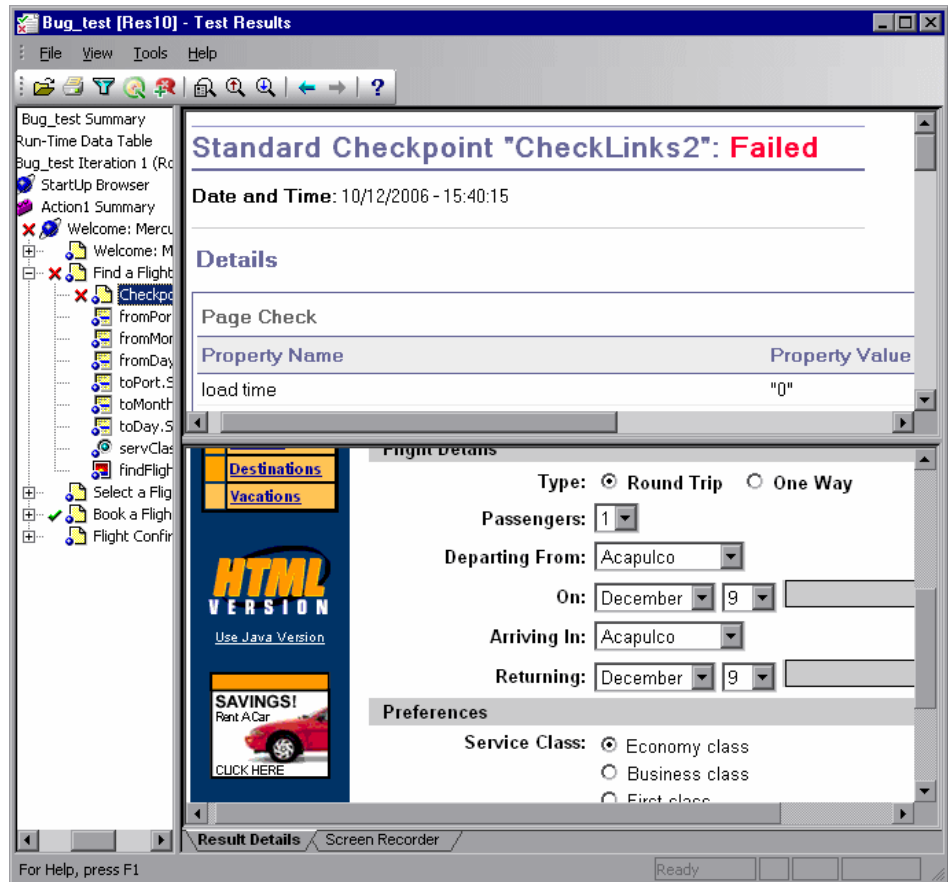 Bug_test [Res10] - Test Results
File View Tools Help
Bug_test Summary
Run-Time Data Table
Bug_test Iteration 1 (Ro
StartUp Browser
Action1 Summary
Welcome: Mercu
Welcome: M
Find a Flight
Checkpo
fromPor
fromMon
fromDay
toPort.S
toMonth
toDay.S
servClas
findFligh
Select a Flig
Book a Fligh
Flight Confir
Standard Checkpoint "CheckLinks2": Failed
Date and Time: 10/12/2006 - 15:40:15
Details
Page Check
Property Name Property Value
load time "0"
Destinations
Vacations
HTML
VERSION
Use Java Version
SAVINGS!
Rent A Car
CLICK HERE
Flight Details
Type: Round Trip One Way
Passengers: 1
Departing From: Acapulco
On: December 9
Arriving In: Acapulco
Returning: December 9
Preferences
Service Class: Economy class
Business class
First class
Result Details Screen Recorder
For Help, press F1 Ready